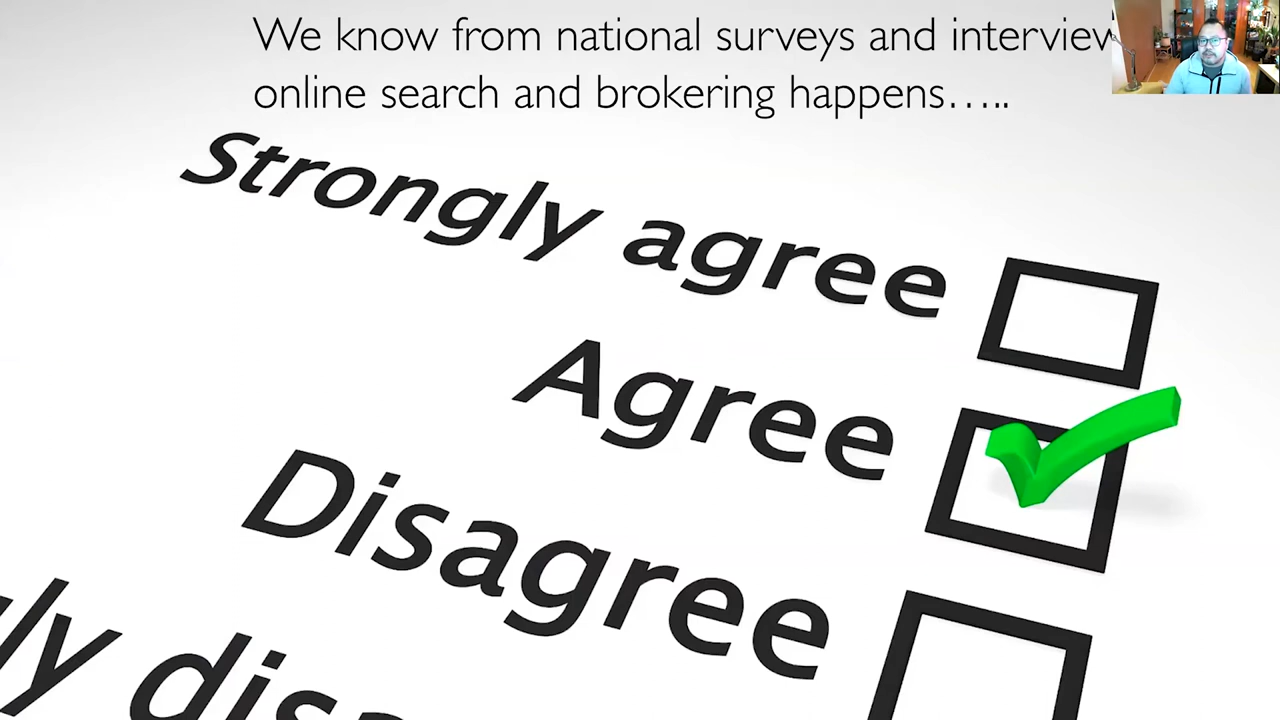 We know from national surveys and interview
online search and brokering happens…..
Strongly agree
Agree
Disagree